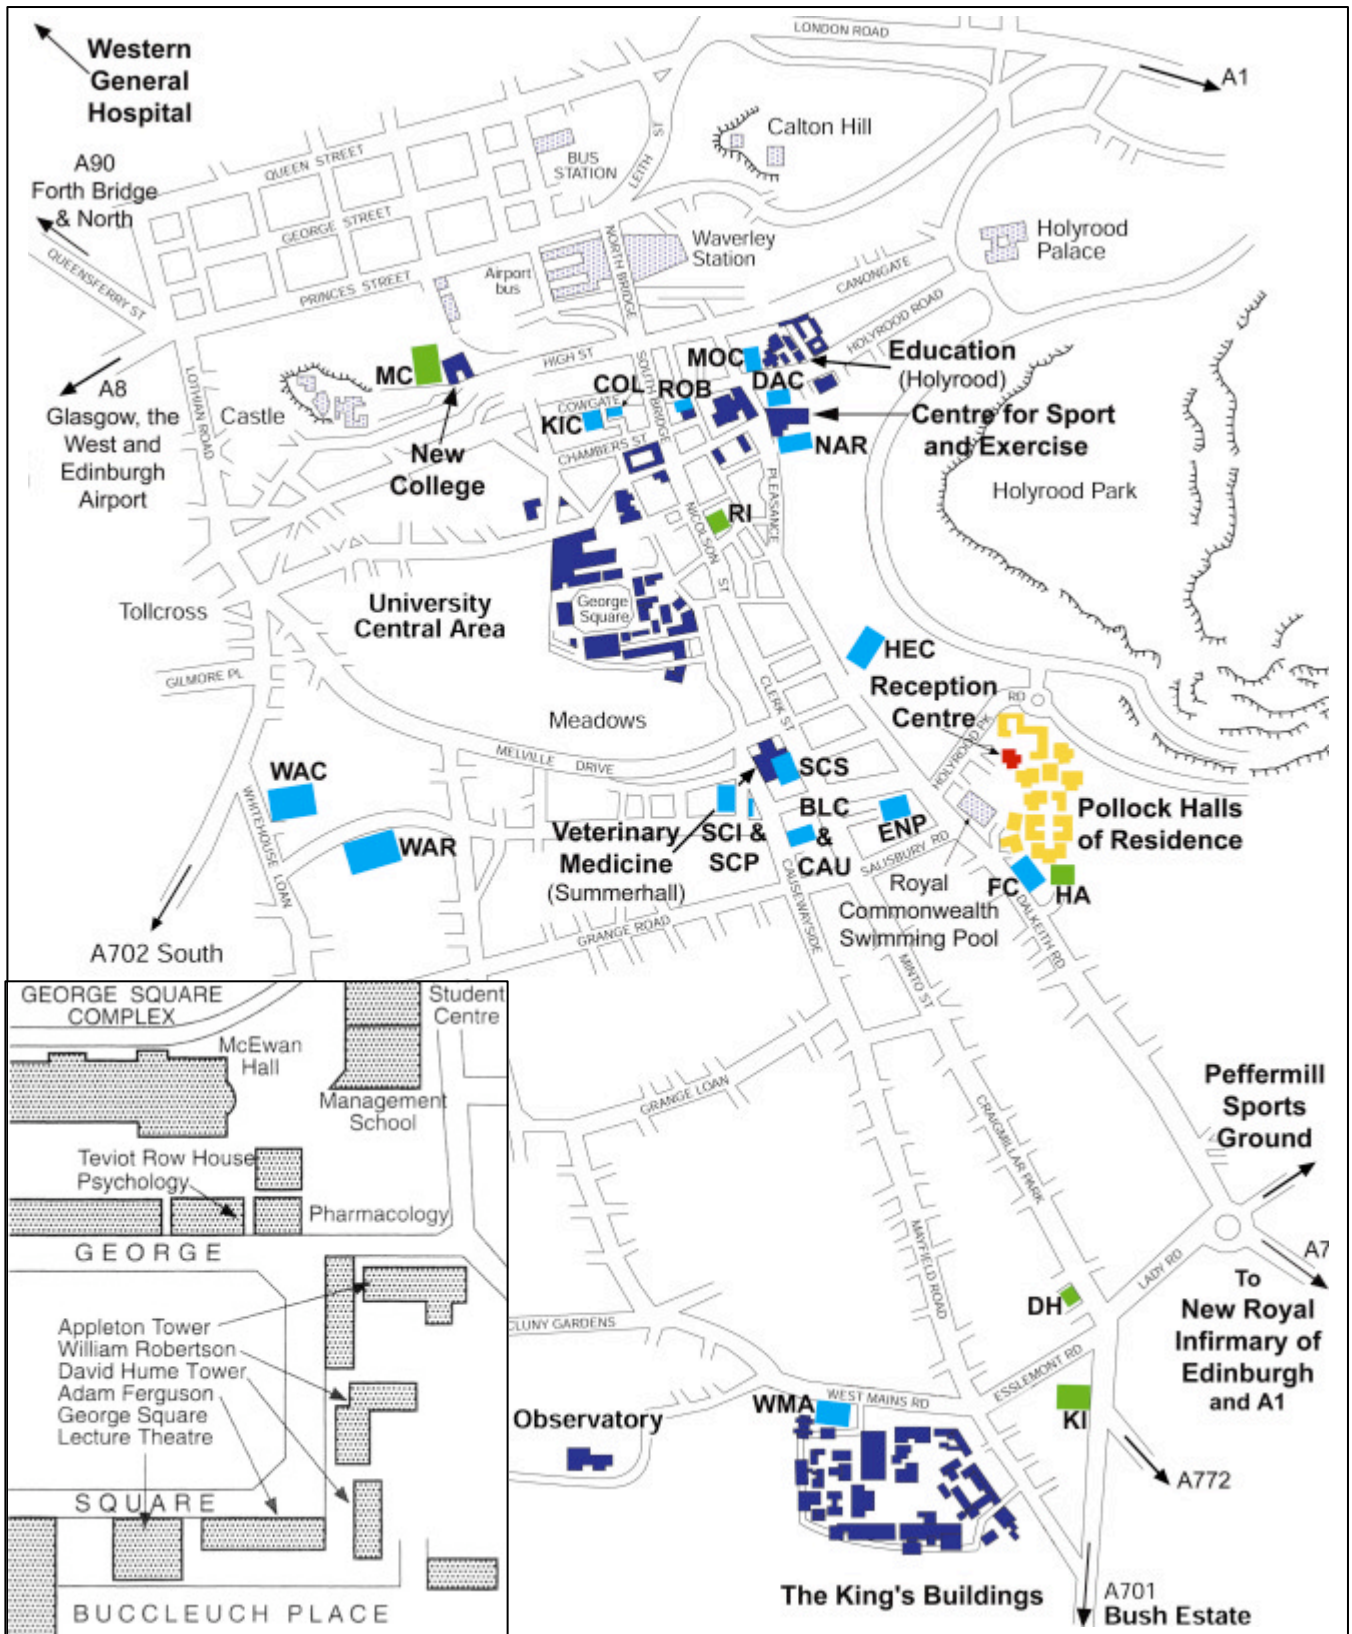 LONDON ROAD
Western
General
Hospital
A1
Calton Hill
QUEEN STREET
BUS
STATION
LEITH ST
A90
Forth Bridge
& North
GEORGE STREET
NORTH BRIDGE
Waverley
Station
Holyrood
Palace
QUEENSFERRY ST
PRINCES STREET
Airport
bus
CANONGATE
HOLYROOD ROAD
HIGH ST
MOC
Education
(Holyrood)
A8
Glasgow, the
West and
Edinburgh
Airport
LOTHIAN ROAD
Castle
MC
COL
SOUTH BRIDGE
ROB
DAC
COWGATE
KIC
Centre for Sport
and Exercise
New
College
CHAMBERS ST
NAR
PLEASANCE
Holyrood Park
NICOLSON ST
RI
Tollcross
University
Central Area
George
Square
GILMORE PL
HEC
Reception
Centre
HOLYROOD PK RD
Meadows
CLERK ST
MELVILLE DRIVE
WAC
WHITEHOUSE LOAN
WAR
SCS
Veterinary
Medicine
(Summerhall)
SCI &
SCP
BLC
&
CAU
ENP
SALISBURY RD
Pollock Halls
of Residence
Royal
Commonwealth
Swimming Pool
FC
HA
DALKEITH RD
CAUSEWAYSIDE
GRANGE ROAD
MINTO ST
A702 South
GEORGE SQUARE
COMPLEX
Student
Centre
McEwan
Hall
Management
School
Teviot Row House
Psychology
Pharmacology
GEORGE
Appleton Tower
William Robertson
David Hume Tower
Adam Ferguson
George Square
Lecture Theatre
SQUARE
BUCCLEUCH PLACE
GRANGE LOAN
CRAIGMILLAR PARK
Peffermill
Sports
Ground
MAYFIELD ROAD
LADY RD
A7
To
New Royal
Infirmary of
Edinburgh
and A1
DH
CLUNY GARDENS
ESSLEMONT RD
WEST MAINS RD
WMA
KI
Observatory
A772
The King's Buildings
A701
Bush Estate